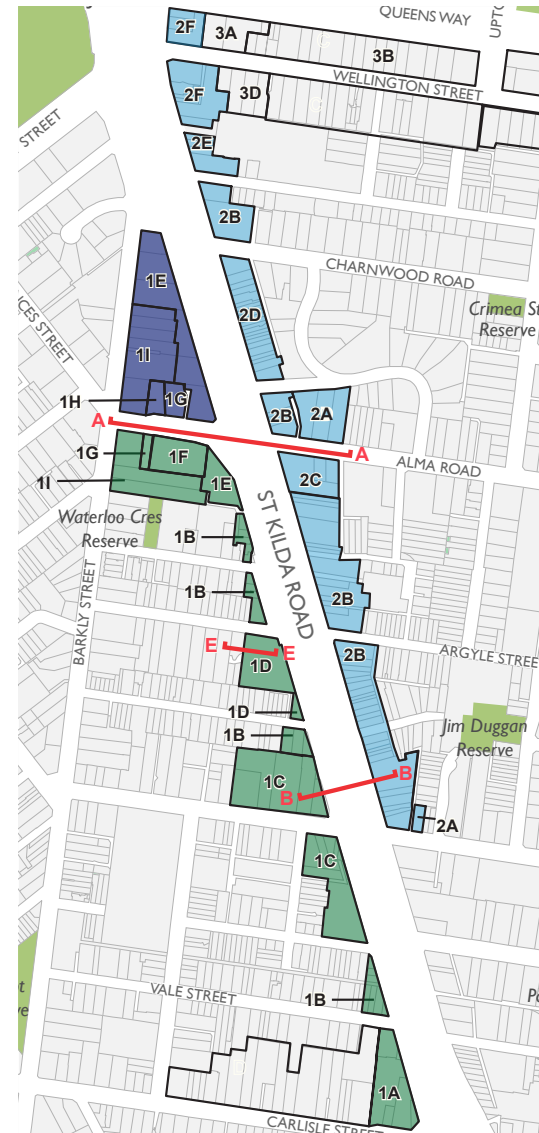 QUEENS WAY
UPTO
2F
3A
3B
WELLINGTON STREET
2F
3D
STREET
2E
2B
CHARNWOOD ROAD
1E
2D
Crimea St
Reserve
CES STREET
1I
1H
1G
2B
2A
A
A
1G
1F
ALMA ROAD
1I
1E
2C
ST KILDA ROAD
Waterloo Cres
Reserve
1B
1B
2B
BARKLY STREET
E
E
2B
ARGYLE STREE
1D
1D
1B
Jim Duggan
Reserve
1C
B
B
2A
1C
VALE STREET
1B
1A
CARLISLE STREET